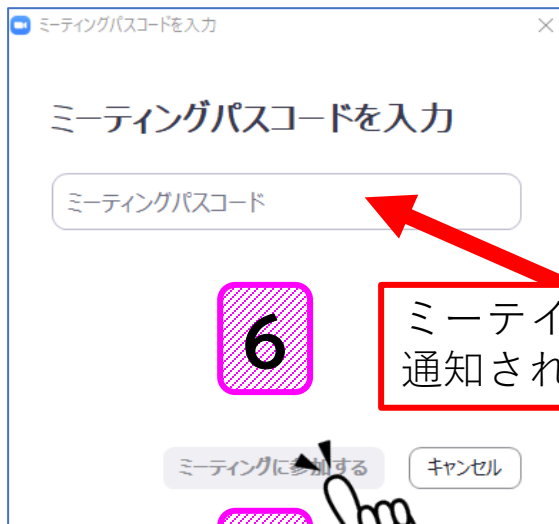 ミーティングパスコードを入力
ミーティングパスコードを入力
ミーティングパスコード
6
ミーテイ
通知され
ミーティングに参加する
キャンセル